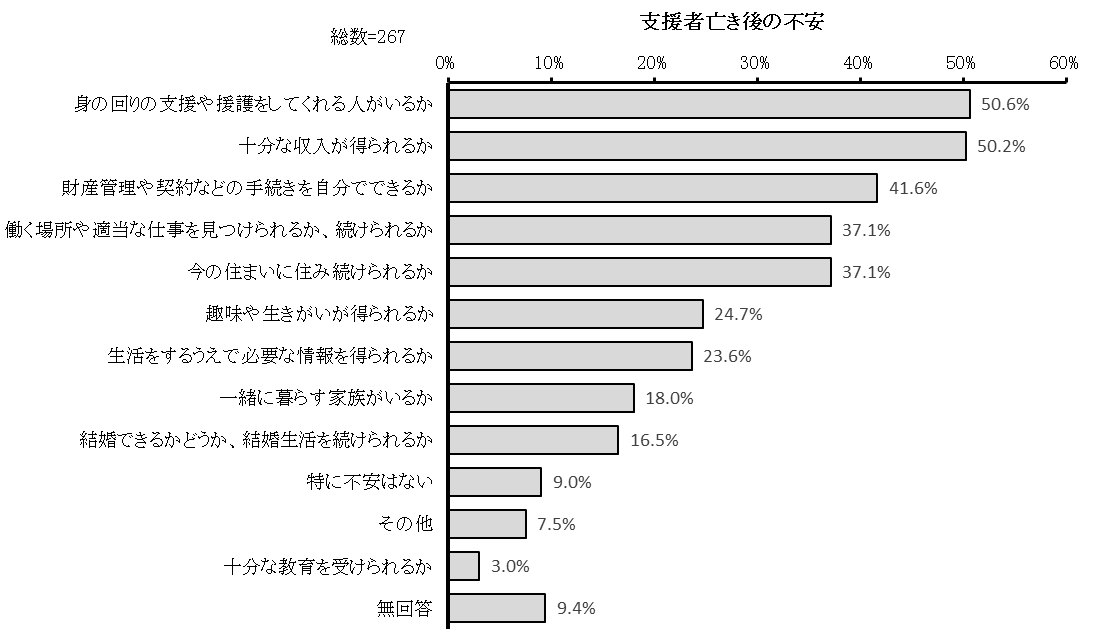 支援者亡き後の不安
総数=267
0% 10% 20% 30% 40% 50% 60%
身の回りの支援や援護をしてくれる人がいるか 50.6%
十分な収入が得られるか 50.2%
財産管理や契約などの手続きを自分でできるか 41.6%
働く場所や適当な仕事を見つけられるか、続けられるか 37.1%
今の住まいに住み続けられるか 37.1%
趣味や生きがいが得られるか 24.7%
生活をするうえで必要な情報を得られるか 23.6%
一緒に暮らす家族がいるか 18.0%
結婚できるかどうか、結婚生活を続けられるか 16.5%
特に不安はない 9.0%
その他 7.5%
十分な教育を受けられるか 3.0%
無回答 9.4%